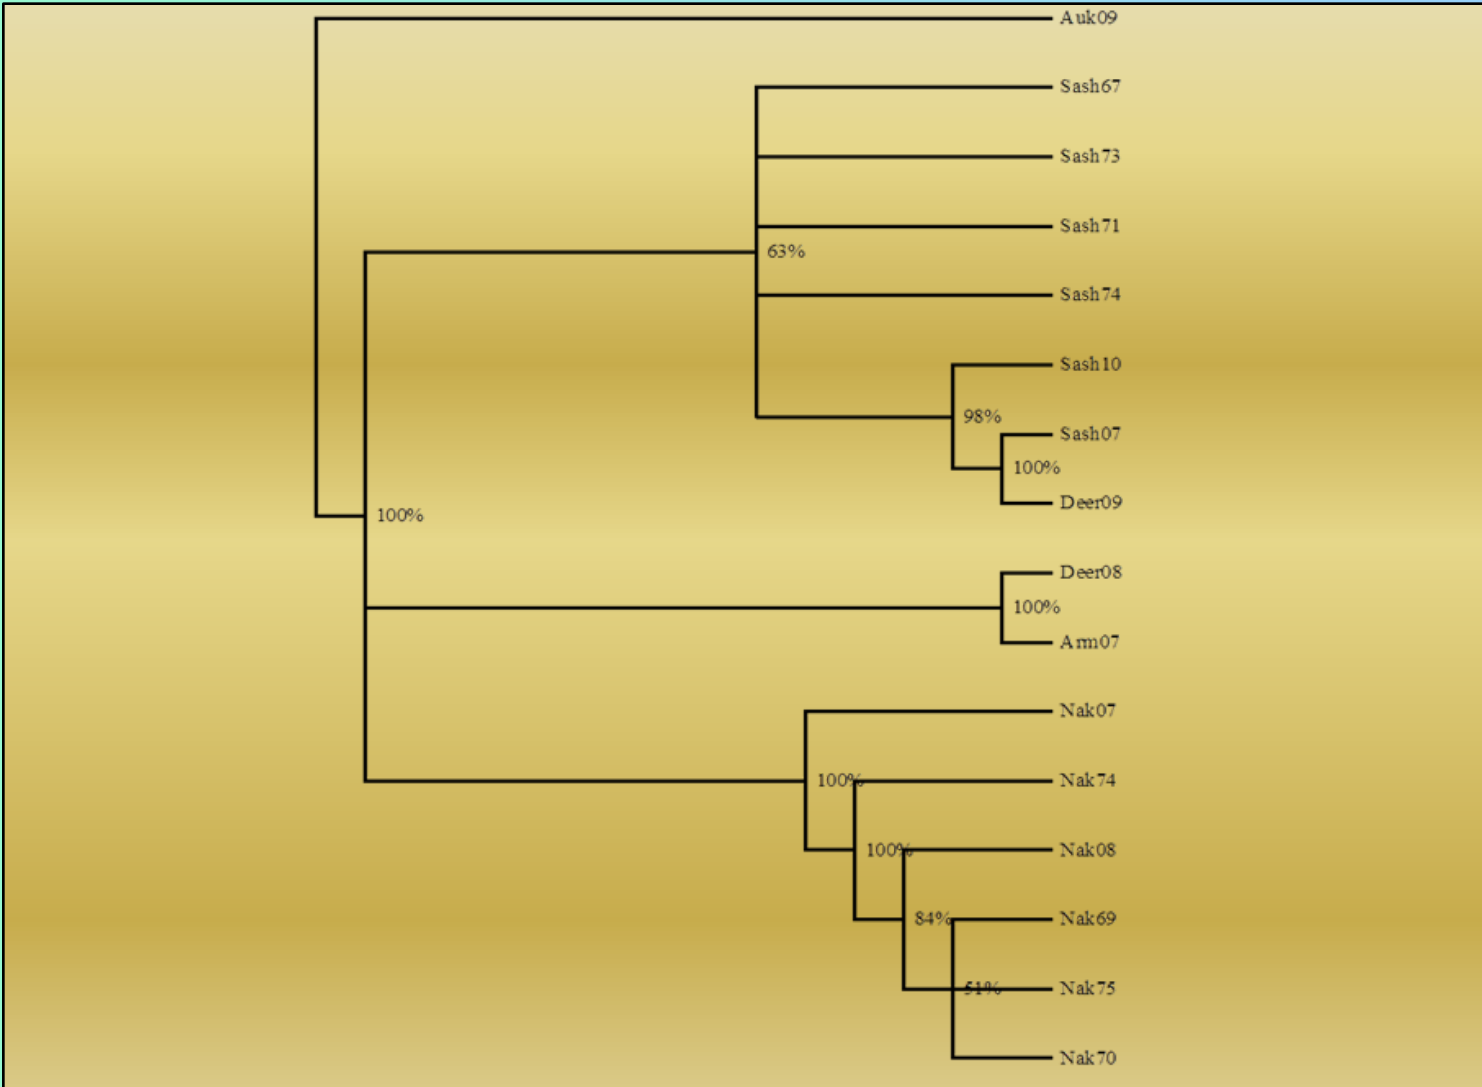 Auk09
Sash67
Sash73
Sash71
63%
Sash74
Sash10
98%
Sash07
100%
Deer09
100%
Deer08
100%
Arm07
Nak07
100%
Nak74
100%
Nak08
84%
Nak69
51%
Nak75
Nak70